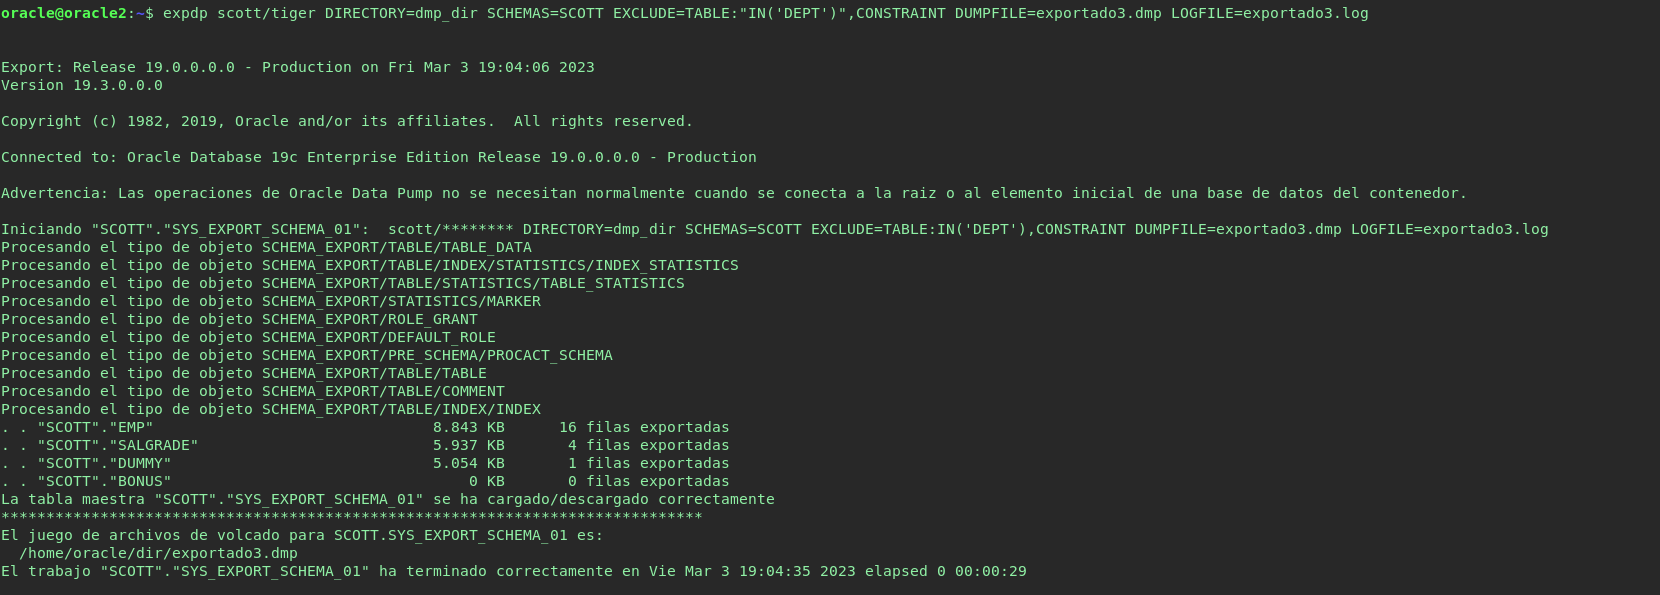 oracle@oracle2:~$ expdp scott/tiger DIRECTORY=dmp_dir SCHEMAS=SCOTT EXCLUDE=TABLE:"IN('DEPT')",CONSTRAINT DUMPFILE=exportado3.dmp LOGFILE=exportado3.log
Export: Release 19.0.0.0.0 - Production on Fri Mar 3 19:04:06 2023
Version 19.3.0.0.0
Copyright (c) 1982, 2019, Oracle and/or its affiliates.  All rights reserved.
Connected to: Oracle Database 19c Enterprise Edition Release 19.0.0.0.0 - Production
Advertencia: Las operaciones de Oracle Data Pump no se necesitan normalmente cuando se conecta a la raiz o al elemento inicial de una base de datos del contenedor.
Iniciando "SCOTT"."SYS_EXPORT_SCHEMA_01":  scott/******** DIRECTORY=dmp_dir SCHEMAS=SCOTT EXCLUDE=TABLE:IN('DEPT'),CONSTRAINT DUMPFILE=exportado3.dmp LOGFILE=exportado3.log
Procesando el tipo de objeto SCHEMA_EXPORT/TABLE/TABLE_DATA
Procesando el tipo de objeto SCHEMA_EXPORT/TABLE/INDEX/STATISTICS/INDEX_STATISTICS
Procesando el tipo de objeto SCHEMA_EXPORT/TABLE/STATISTICS/TABLE_STATISTICS
Procesando el tipo de objeto SCHEMA_EXPORT/STATISTICS/MARKER
Procesando el tipo de objeto SCHEMA_EXPORT/ROLE_GRANT
Procesando el tipo de objeto SCHEMA_EXPORT/DEFAULT_ROLE
Procesando el tipo de objeto SCHEMA_EXPORT/PRE_SCHEMA/PROCACT_SCHEMA
Procesando el tipo de objeto SCHEMA_EXPORT/TABLE/TABLE
Procesando el tipo de objeto SCHEMA_EXPORT/TABLE/COMMENT
Procesando el tipo de objeto SCHEMA_EXPORT/TABLE/INDEX/INDEX
. . "SCOTT"."EMP"                               8.843 KB      16 filas exportadas
. . "SCOTT"."SALGRADE"                          5.937 KB       4 filas exportadas
. . "SCOTT"."DUMMY"                             5.054 KB       1 filas exportadas
. . "SCOTT"."BONUS"                                 0 KB       0 filas exportadas
La tabla maestra "SCOTT"."SYS_EXPORT_SCHEMA_01" se ha cargado/descargado correctamente
******************************************************************************
El juego de archivos de volcado para SCOTT.SYS_EXPORT_SCHEMA_01 es:
  /home/oracle/dir/exportado3.dmp
El trabajo "SCOTT"."SYS_EXPORT_SCHEMA_01" ha terminado correctamente en Vie Mar 3 19:04:35 2023 elapsed 0 00:00:29